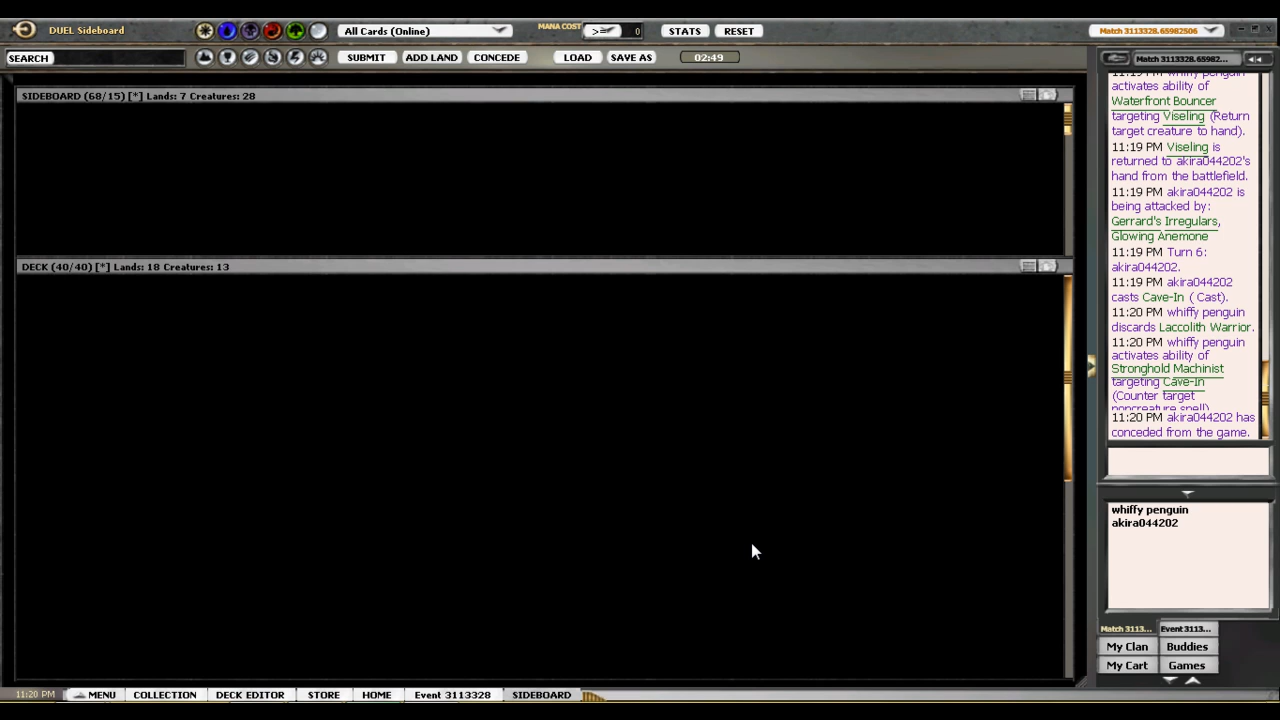 DUEL Sideboard
All Cards (Online)
MANA COST
>=
0
STATS
RESET
Match 3113328.65982506
SEARCH
SUBMIT
ADD LAND
CONCEDE
LOAD
SAVE AS
02:49
Match 3113328.65982...
SIDEBOARD (68/15) [*] Lands: 7 Creatures: 28
DECK (40/40) [*] Lands: 18 Creatures: 13
11:19 PM whiffy penguin
activates ability of
Waterfront Bouncer
targeting Viseling (Return
target creature to hand).
11:19 PM Viseling is
returned to akira044202's
hand from the battlefield.
11:19 PM akira044202 is
being attacked by:
Gerrard's Irregulars,
Glowing Anemone
11:19 PM Turn 6:
akira044202.
11:19 PM akira044202
casts Cave-In ( Cast).
11:20 PM whiffy penguin
discards Laccolith Warrior.
11:20 PM whiffy penguin
activates ability of
Stronghold Machinist
targeting Cave-In
(Counter target
noncreature spell).
11:20 PM akira044202 has
conceded from the game.
whiffy penguin
akira044202
Match 3113...
Event 3113...
My Clan
Buddies
My Cart
Games
11:20 PM
MENU
COLLECTION
DECK EDITOR
STORE
HOME
Event 3113328
SIDEBOARD